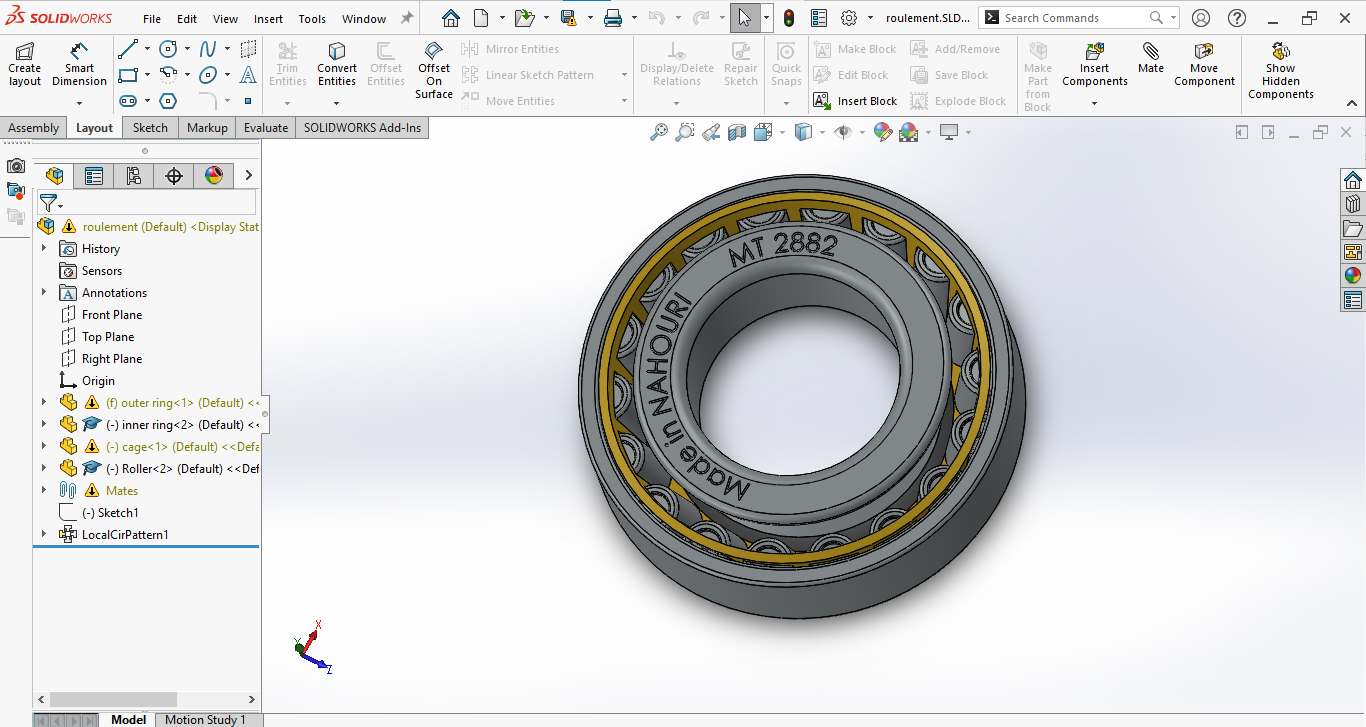 SOLIDWORKS File Edit View Insert Tools Window roulement.SLD... Search Commands
Create layout
Smart Dimension
Trim Entities
Convert Entities
Offset Entities
Offset On Surface
Mirror Entities
Linear Sketch Pattern
Move Entities
Display/Delete Relations
Repair Sketch
Quick Snaps
Make Block
Edit Block
Insert Block
Add/Remove
Save Block
Explode Block
Make Part from Block
Insert Components
Mate
Move Component
Show Hidden Components
Assembly Layout Sketch Markup Evaluate SOLIDWORKS Add-Ins
roulement (Default) <Display Stat
History
Sensors
Annotations
Front Plane
Top Plane
Right Plane
Origin
(f) outer ring<1> (Default) <<
(-) inner ring<2> (Default) <<
(-) cage<1> (Default) <<Defa
(-) Roller<2> (Default) <<Def
Mates
(-) Sketch1
LocalCirPattern1
MT 2882
Made in NAHOURI
X
Y
Z
Model Motion Study 1